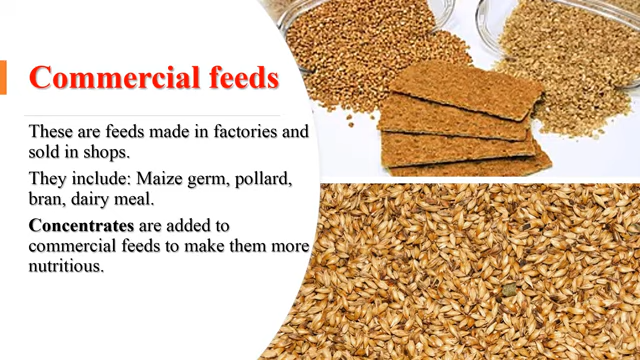 Commercial feeds
These are feeds made in factories and
sold in shops.
They include: Maize germ, pollard,
bran, dairy meal.
Concentrates are added to
commercial feeds to make them more
nutritious.